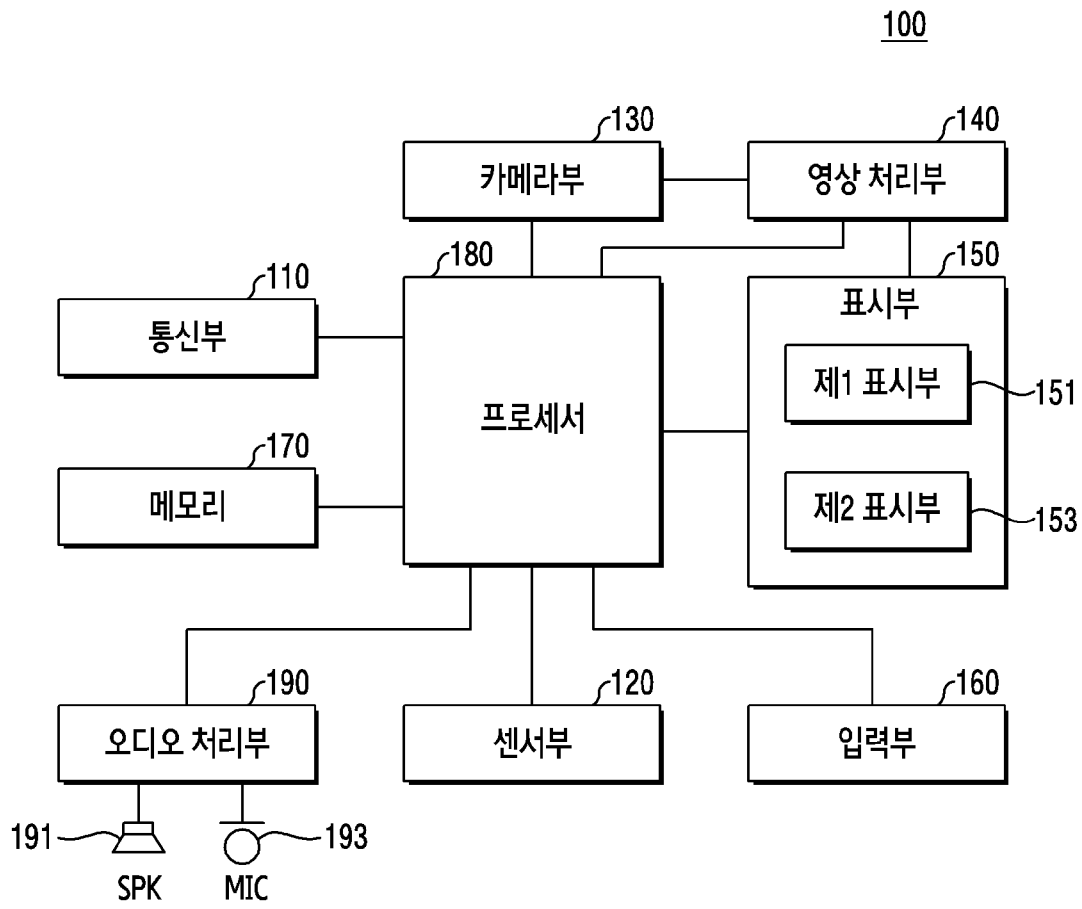 100
130
카메라부
140
영상 처리부
110
통신부
180
프로세서
150
표시부
제1 표시부
151
제2 표시부
153
170
메모리
190
오디오 처리부
120
센서부
160
입력부
191
SPK
193
MIC